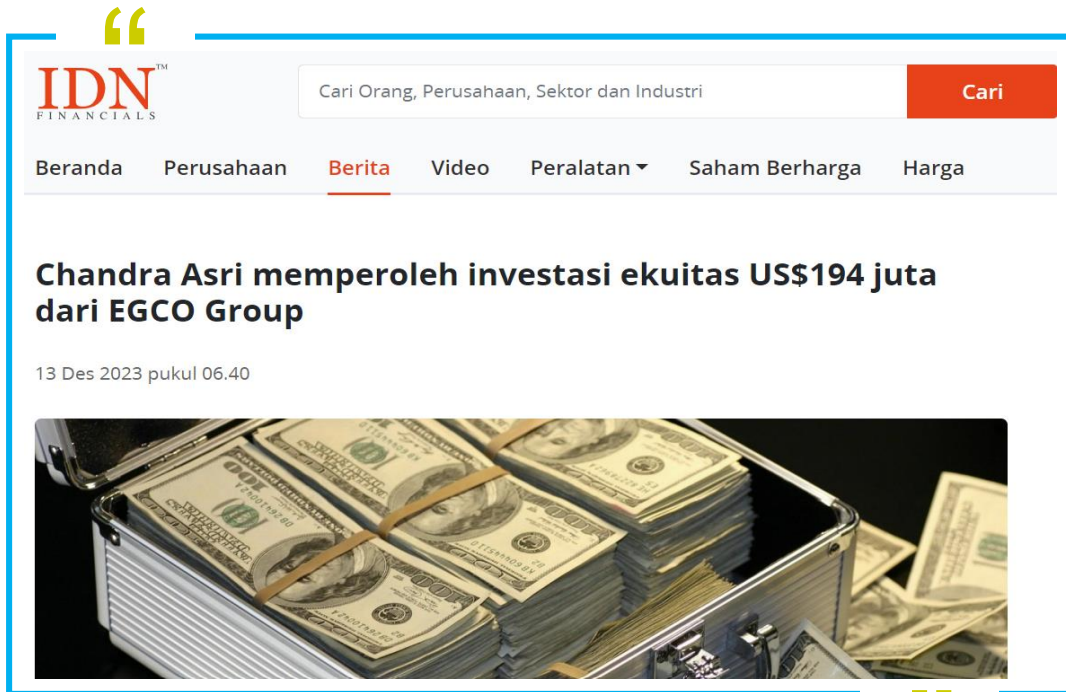 “
IDN™
FINANCIALS
Cari Orang, Perusahaan, Sektor dan Industri
Cari
Beranda Perusahaan Berita Video Peralatan Saham Berharga Harga
Chandra Asri memperoleh investasi ekuitas US$194 juta
dari EGCO Group
13 Des 2023 pukul 06.40